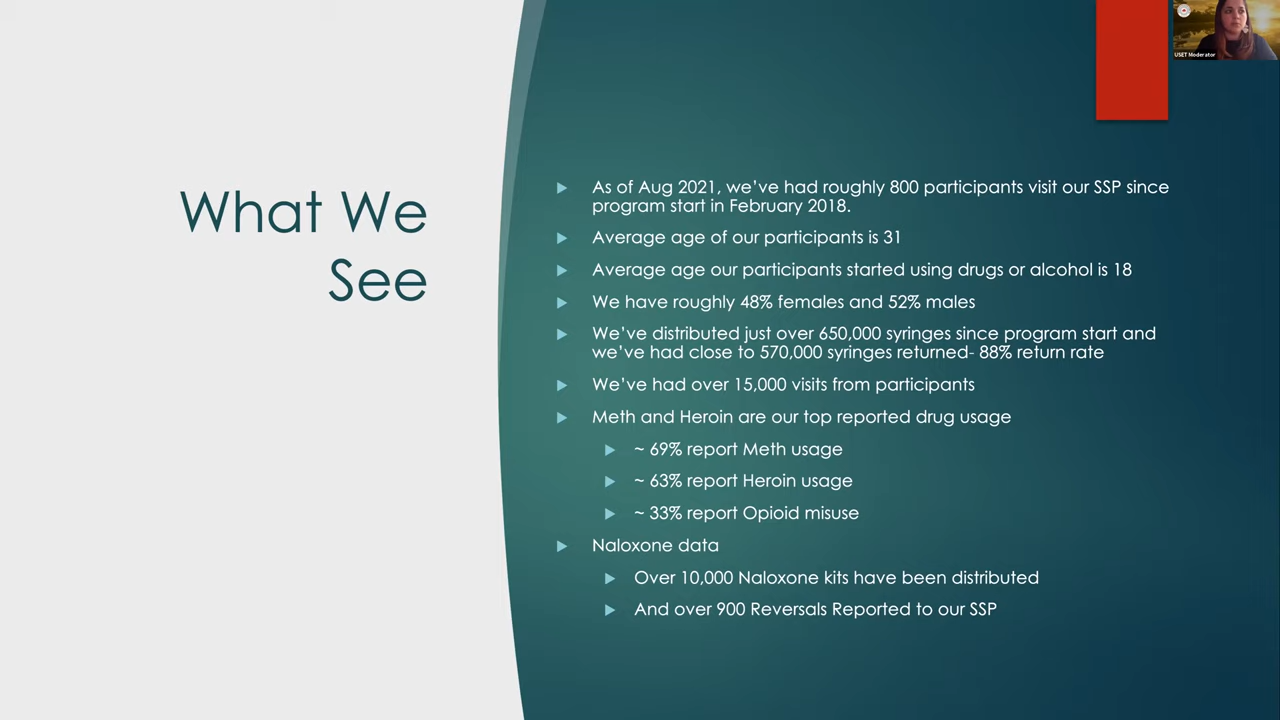 What We
See
As of Aug 2021, we've had roughly 800 participants visit our SSP since
program start in February 2018.
Average age of our participants is 31
Average age our participants started using drugs or alcohol is 18
We have roughly 48% females and 52% males
We've distributed just over 650,000 syringes since program start and
we've had close to 570,000 syringes returned- 88% return rate
We've had over 15,000 visits from participants
Meth and Heroin are our top reported drug usage
~ 69% report Meth usage
~ 63% report Heroin usage
~ 33% report Opioid misuse
Naloxone data
Over 10,000 Naloxone kits have been distributed
And over 900 Reversals Reported to our SSP
USET Moderator